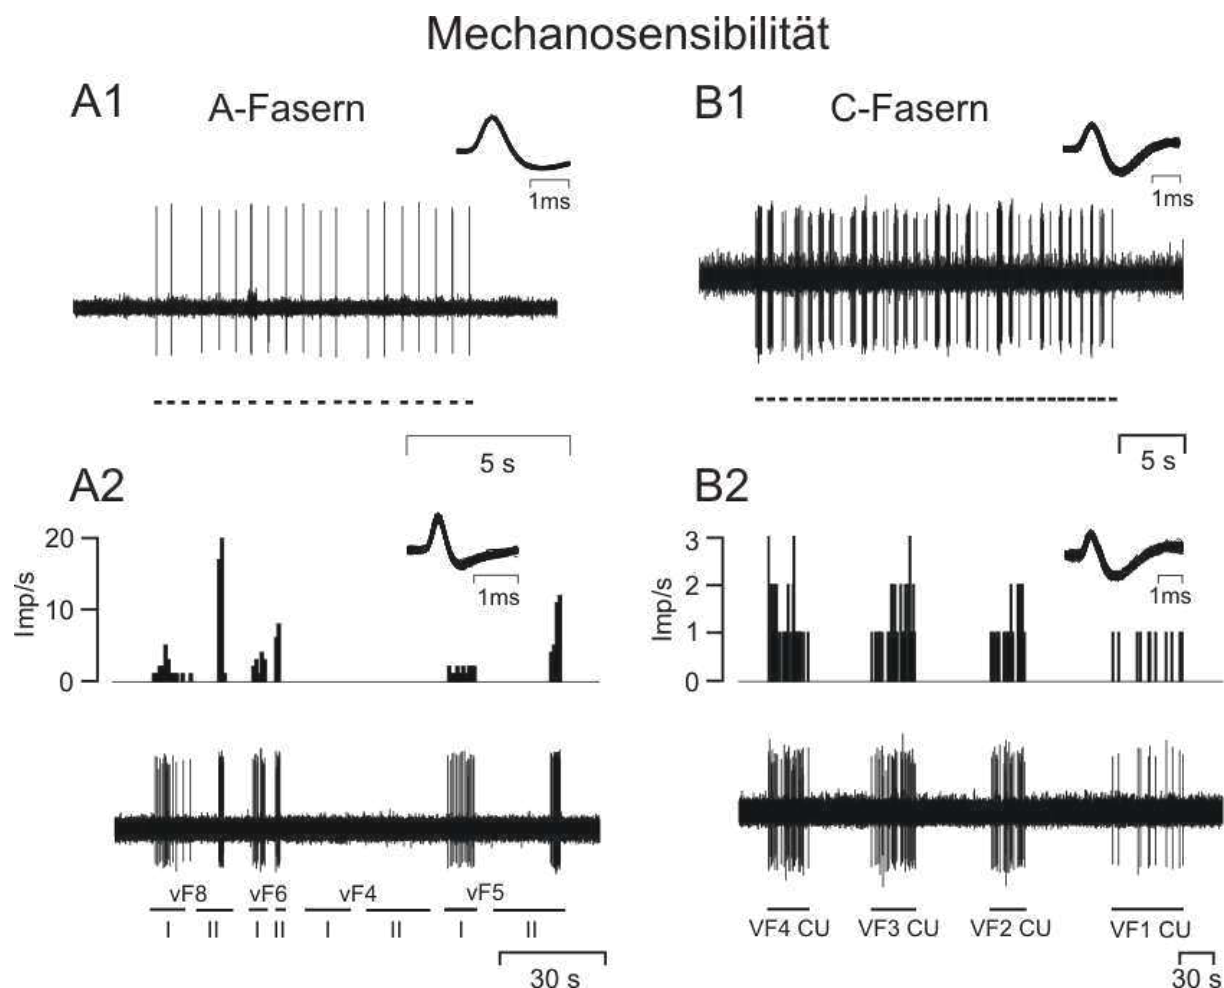 Mechanosensibilität
A1
A-Fasern
1ms
5 s
B1
C-Fasern
1ms
5 s
A2
20
10
0
Imp/s
1ms
vF8 vF6 vF4 vF5
I II I II I II I II
30 s
B2
3
2
1
0
Imp/s
1ms
VF4 CU VF3 CU VF2 CU VF1 CU
30 s